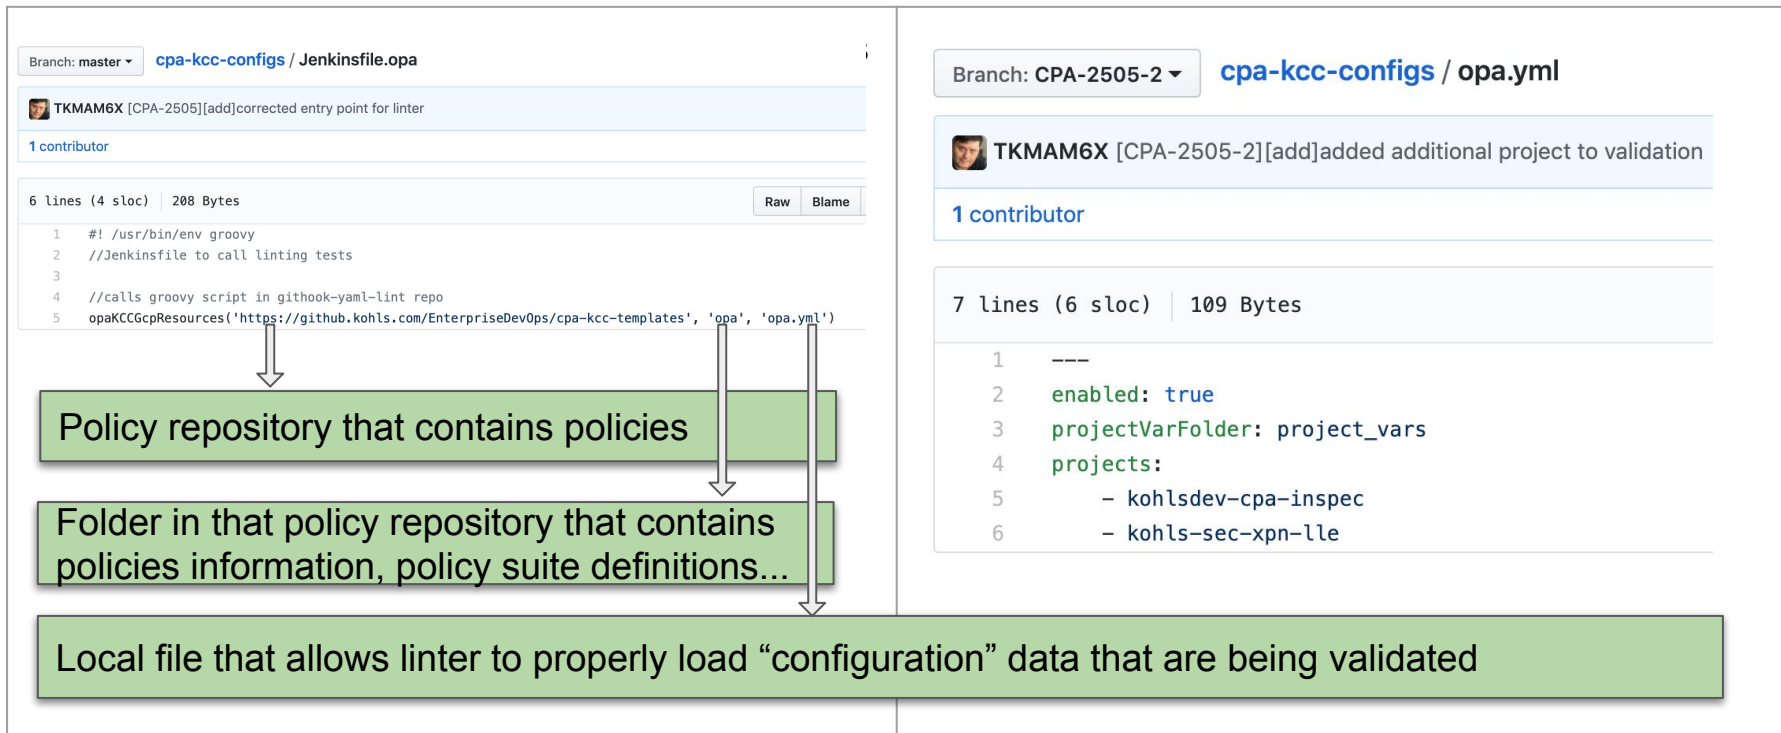 Branch: master
cpa-kcc-configs / Jenkinsfile.opa
TKMAM6X [CPA-2505][add]corrected entry point for linter
1 contributor
6 lines (4 sloc) 208 Bytes
Raw Blame
1 #! /usr/bin/env groovy
2 //Jenkinsfile to call linting tests
3
4 //calls groovy script in githook-yaml-lint repo
5 opaKCCGcpResources('https://github.kohls.com/EnterpriseDevOps/cpa-kcc-templates', 'opa', 'opa.yml')
Policy repository that contains policies
Folder in that policy repository that contains
policies information, policy suite definitions...
Branch: CPA-2505-2
cpa-kcc-configs / opa.yml
TKMAM6X [CPA-2505-2][add]added additional project to validation
1 contributor
7 lines (6 sloc) 109 Bytes
1 ---
2 enabled: true
3 projectVarFolder: project_vars
4 projects:
5 - kohlsdev-cpa-inspec
6 - kohls-sec-xpn-lle
Local file that allows linter to properly load “configuration” data that are being validated